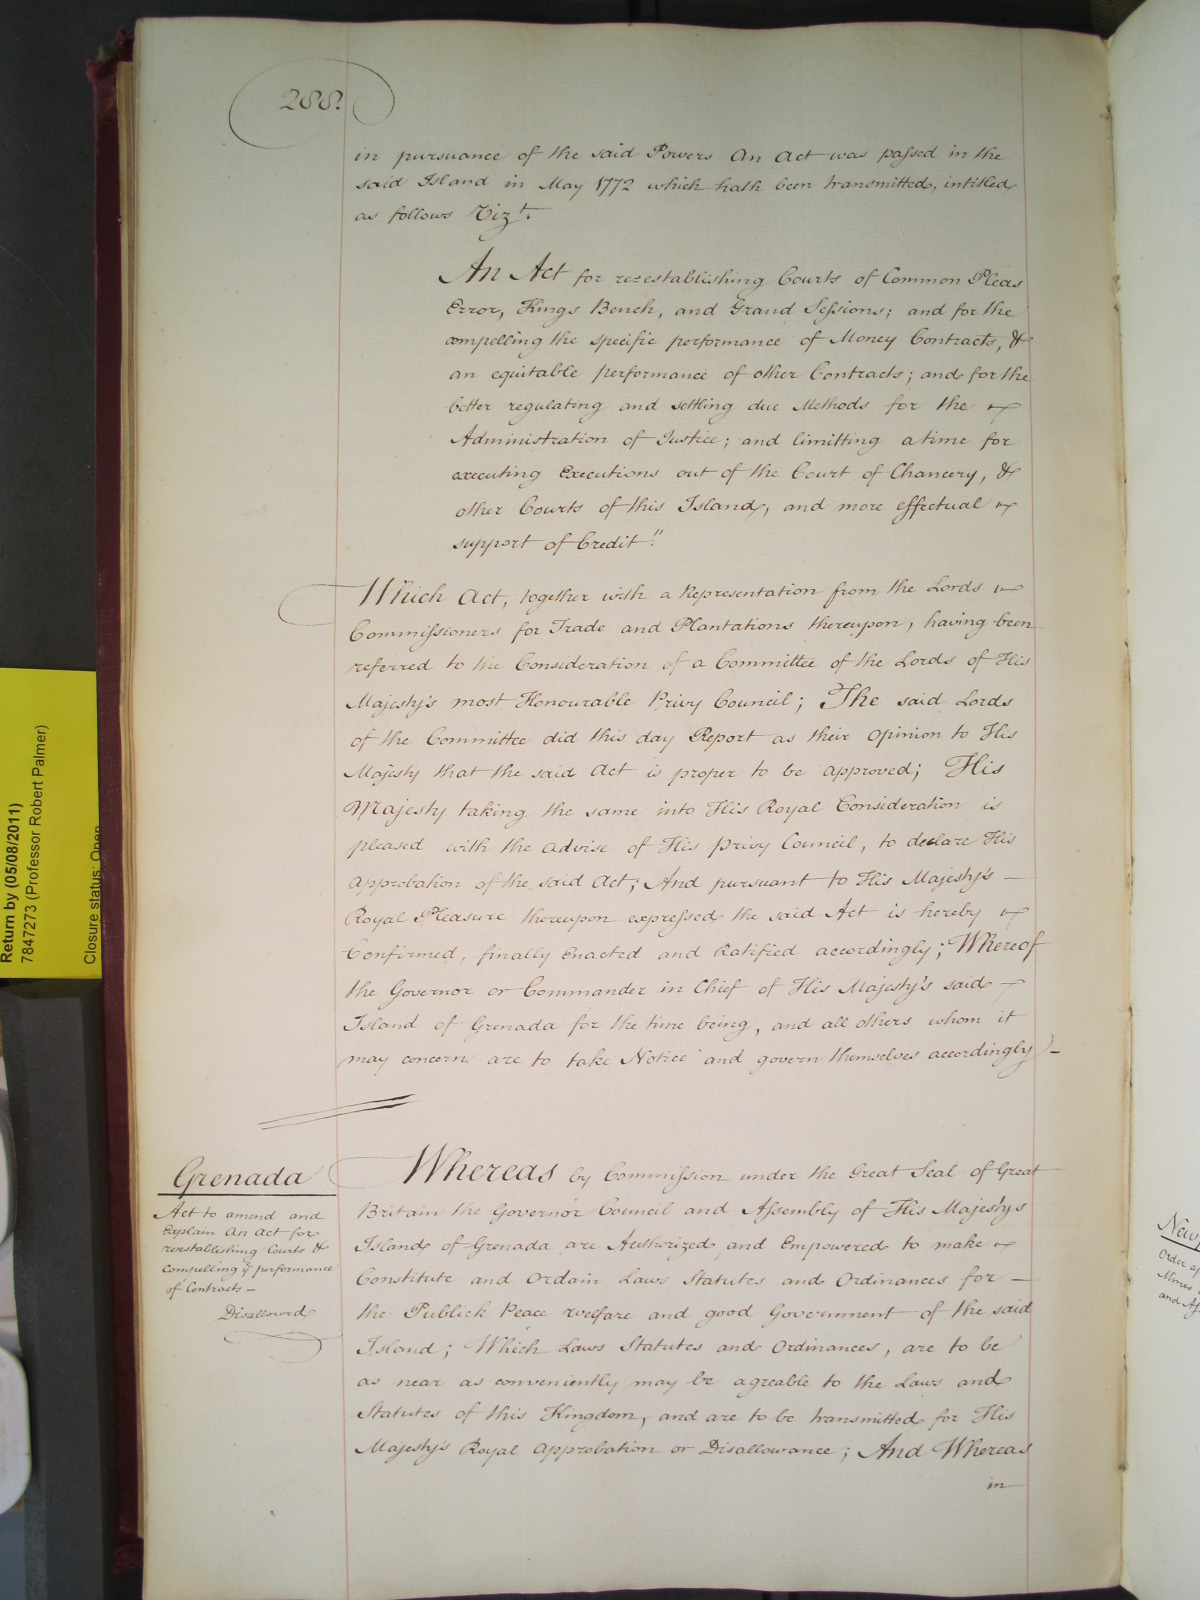 288.
in pursuance of the said Powers An Act was passed in the
said Island in May 1772 which hath been transmitted, intitled
as follows Vizt.
An Act for re=establishing Courts of Common Pleas
Error, Kings Bench, and Grand Sessions; and for the
compelling the specific performance of Money Contracts, &
an equitable performance of other Contracts; and for the
better regulating and settling due Methods for the
Administration of Justice; and limitting a time for
executing Executions out of the Court of Chancery, &
other Courts of this Island, and more effectual
support of Credit."
Which Act, together with a Representation from the Lords
Commissioners for Trade and Plantations thereupon, having been
referred to the Consideration of a Committee of the Lords of His
Majesty's most Honourable Privy Council; The said Lords
of the Committee did this day Report as their opinion to His
Majesty that the said Act is proper to be approved; His
Majesty taking the same into His Royal Consideration is
pleased with the advise of His privy Council, to declare His
approbation of the said Act; And pursuant to His Majesty's —
Royal Pleasure thereupon expressed the said Act is hereby
Confirmed, finally Enacted and Ratified accordingly; Whereof
the Governor or Commander in Chief of His Majesty's said
Island of Grenada for the time being, and all others whom it
may concern are to take Notice and govern themselves accordingly —
Grenada
Act to amend and
Explain An Act for
reestablishing Courts &
compelling ye performance
of Contracts —
Disallowed
Whereas by Commission under the Great Seal of Great
Britain the Governor Council and Assembly of His Majesty's
Island of Grenada are Authorized and Empowered to make
Constitute and Ordain Laws Statutes and Ordinances for —
the Publick Peace welfare and good Government of the said
Island; Which Laws Statutes and Ordinances, are to be
as near as conveniently may be agreable to the Laws and
Statutes of this Kingdom, and are to be transmitted for His
Majesty's Royal Approbation or Disallowance; And Whereas
in
Return by (05/08/2011)
7847273 (Professor Robert Palmer)
Closure status: Open
Order
and